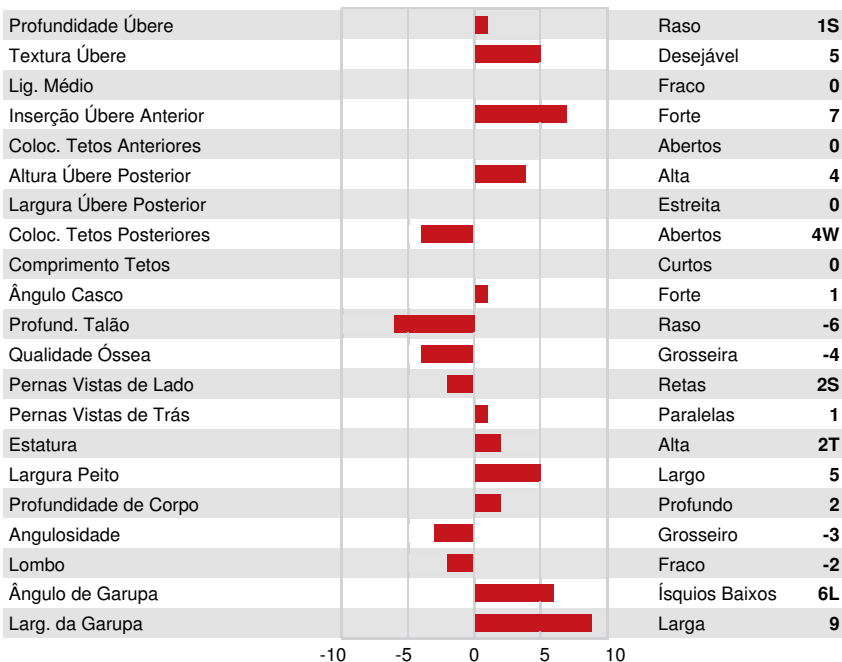 Profundidade Úbere Raso 1S
Textura Úbere Desejável 5
Lig. Médio Fraco 0
Inserção Úbere Anterior Forte 7
Coloc. Tetos Anteriores Abertos 0
Altura Úbere Posterior Alta 4
Largura Úbere Posterior Estreita 0
Coloc. Tetos Posteriores Abertos 4W
Comprimento Tetos Curtos 0
Ângulo Casco Forte 1
Profund. Talão Raso -6
Qualidade Óssea Grosseira -4
Pernas Vistas de Lado Retas 2S
Pernas Vistas de Trás Paralelas 1
Estatura Alta 2T
Largura Peito Largo 5
Profundidade de Corpo Profundo 2
Angulosidade Grosseiro -3
Lombo Fraco -2
Ângulo de Garupa Ísquios Baixos 6L
Larg. da Garupa Larga 9
-10 -5 0 5 10